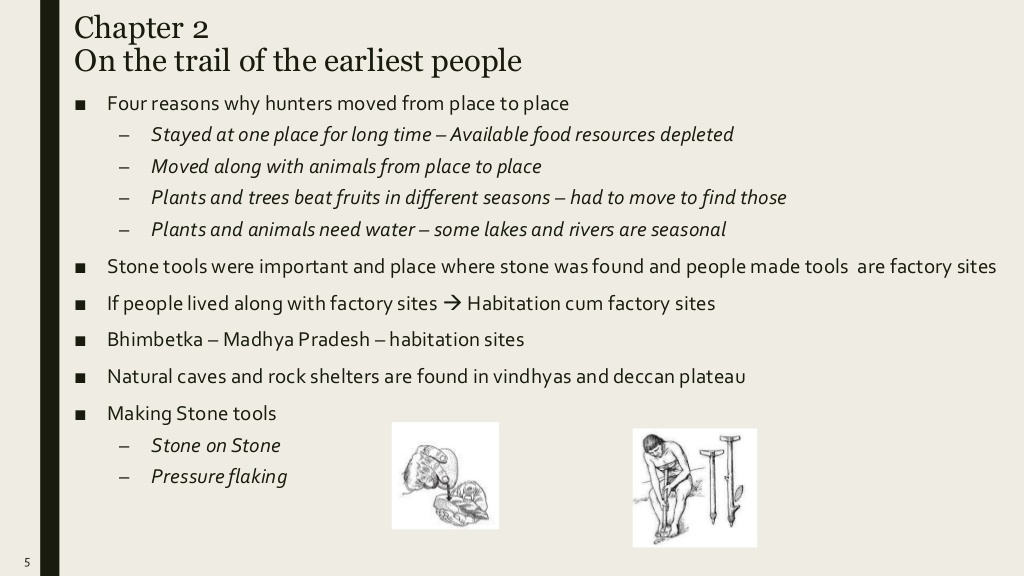 Chapter 2
On the trail of the earliest people
■ Four reasons why hunters moved from place to place
– Stayed at one place for long time – Available food resources depleted
– Moved along with animals from place to place
– Plants and trees beat fruits in different seasons – had to move to find those
– Plants and animals need water – some lakes and rivers are seasonal
■ Stone tools were important and place where stone was found and people made tools  are factory sites
■ If people lived along with factory sites → Habitation cum factory sites
■ Bhimbetka – Madhya Pradesh – habitation sites
■ Natural caves and rock shelters are found in vindhyas and deccan plateau
■ Making Stone tools
– Stone on Stone
– Pressure flaking
5